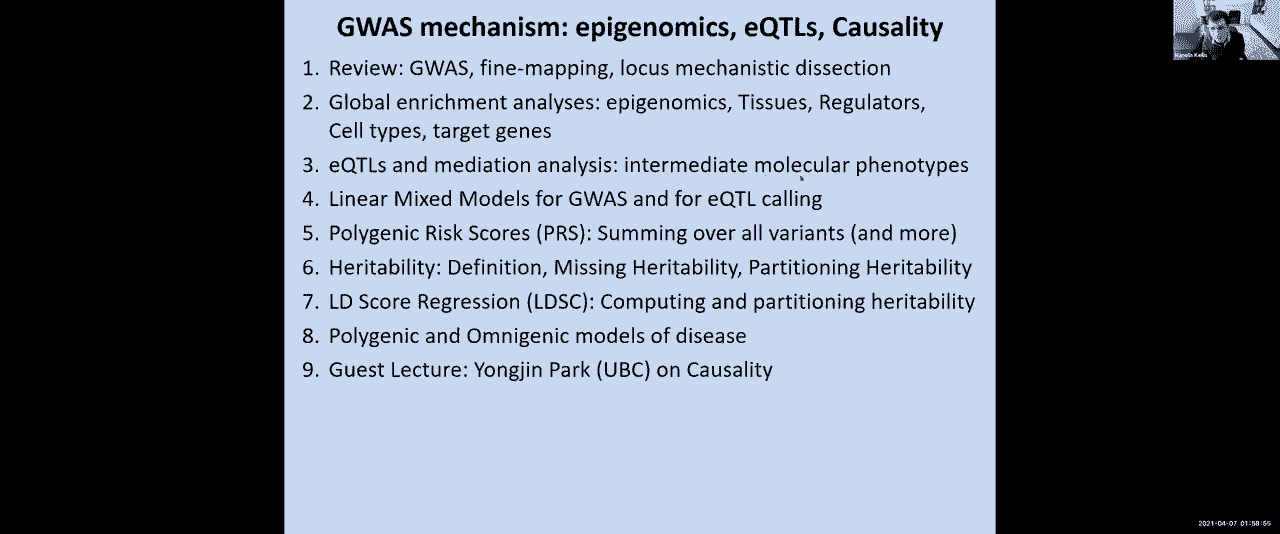 GWAS mechanism: epigenomics, eQTLs, Causality
1. Review: GWAS, fine-mapping, locus mechanistic dissection
2. Global enrichment analyses: epigenomics, Tissues, Regulators,
Cell types, target genes
3. eQTLs and mediation analysis: intermediate molecular phenotypes
4. Linear Mixed Models for GWAS and for eQTL calling
5. Polygenic Risk Scores (PRS): Summing over all variants (and more)
6. Heritability: Definition, Missing Heritability, Partitioning Heritability
7. LD Score Regression (LDSC): Computing and partitioning heritability
8. Polygenic and Omnigenic models of disease
9. Guest Lecture: Yongjin Park (UBC) on Causality
2021-04-07 01:58:55